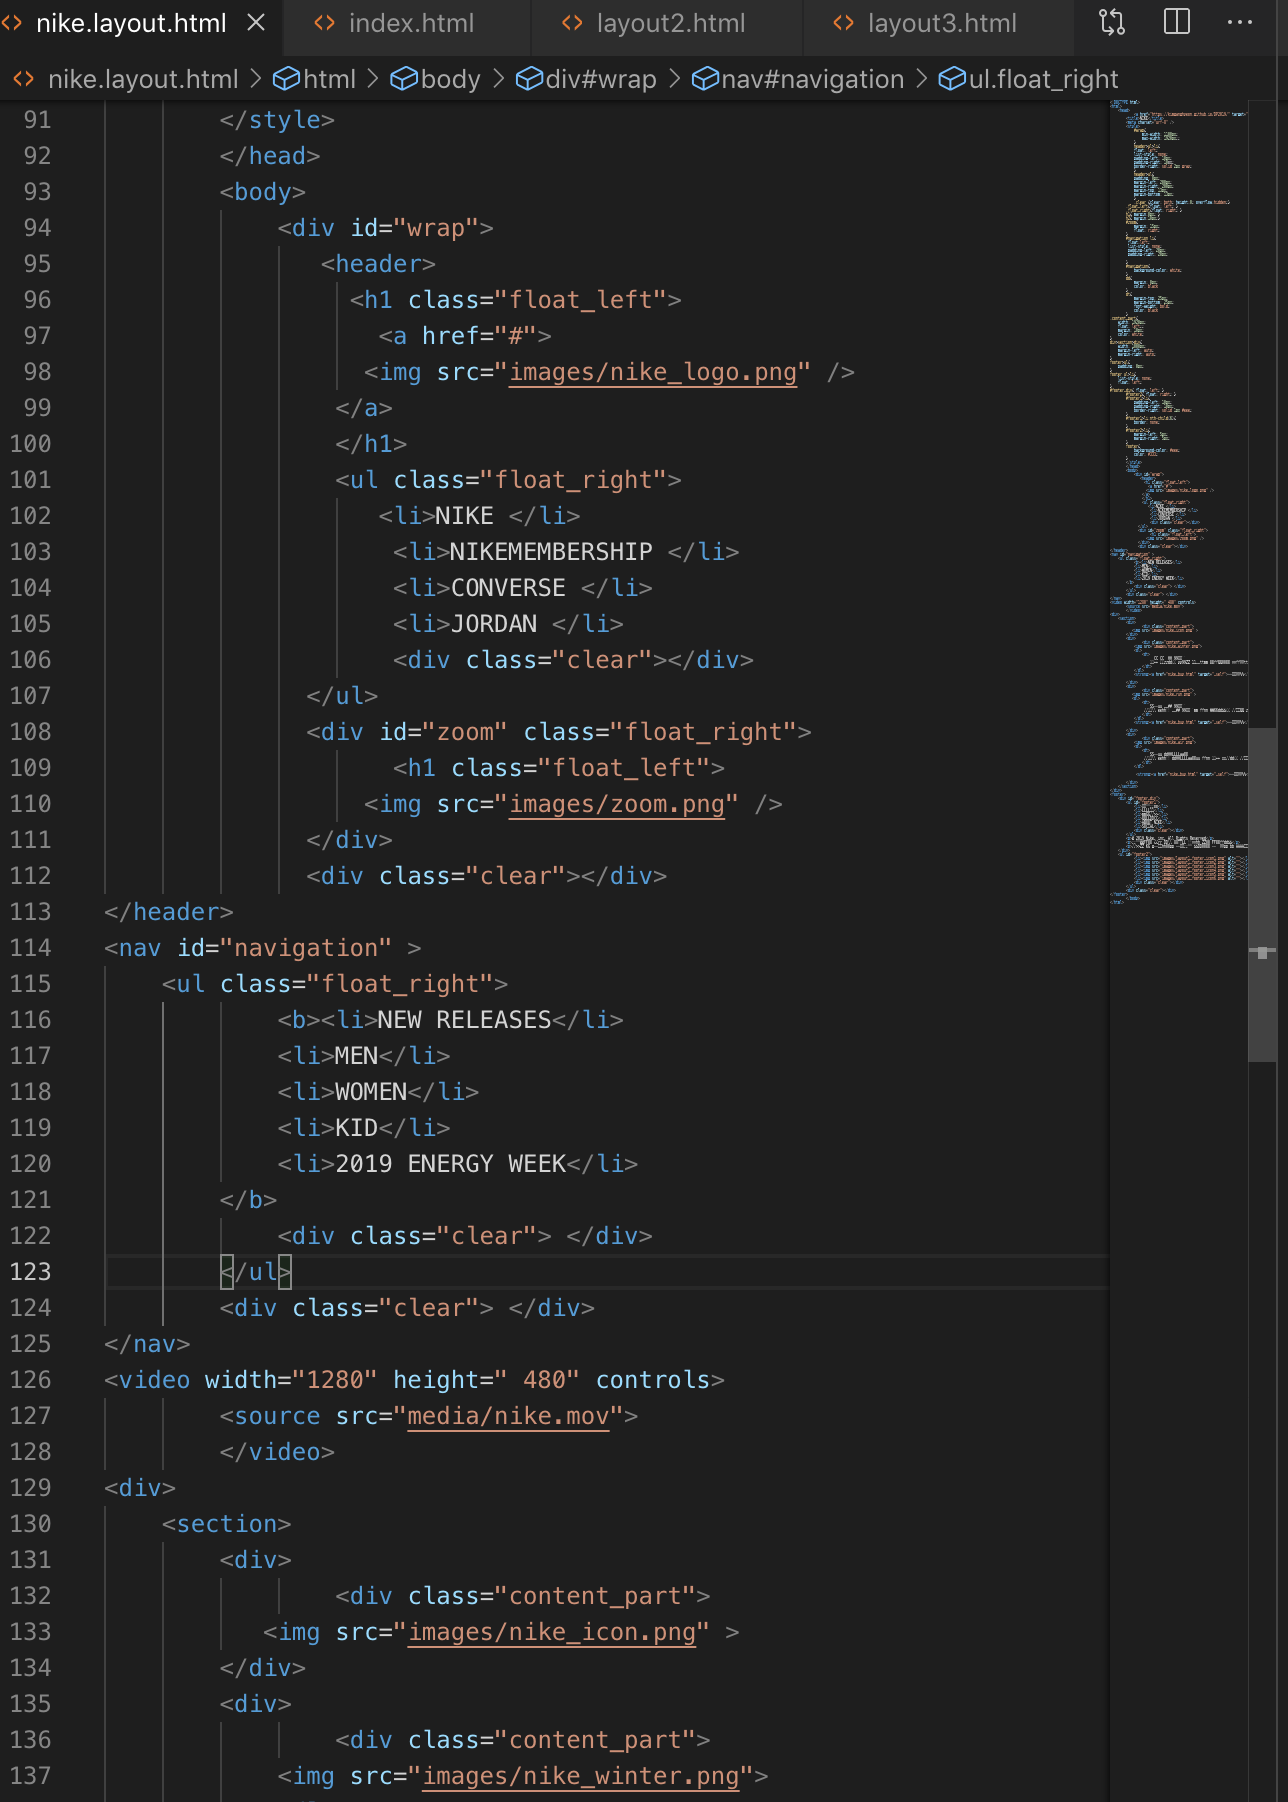 nike.layout.html index.html layout2.html layout3.html
nike.layout.html > html > body > div#wrap > nav#navigation > ul.float_right
91 </style>
92 </head>
93 <body>
94 <div id="wrap">
95 <header>
96 <h1 class="float_left">
97 <a href="#">
98 <img src="images/nike_logo.png" />
99 </a>
100 </h1>
101 <ul class="float_right">
102 <li>NIKE </li>
103 <li>NIKEMEMBERSHIP </li>
104 <li>CONVERSE </li>
105 <li>JORDAN </li>
106 <div class="clear"></div>
107 </ul>
108 <div id="zoom" class="float_right">
109 <h1 class="float_left">
110 <img src="images/zoom.png" />
111 </div>
112 <div class="clear"></div>
113 </header>
114 <nav id="navigation" >
115 <ul class="float_right">
116 <b><li>NEW RELEASES</li>
117 <li>MEN</li>
118 <li>WOMEN</li>
119 <li>KID</li>
120 <li>2019 ENERGY WEEK</li>
121 </b>
122 <div class="clear"> </div>
123 </ul>
124 <div class="clear"> </div>
125 </nav>
126 <video width="1280" height=" 480" controls>
127 <source src="media/nike.mov">
128 </video>
129 <div>
130 <section>
131 <div>
132 <div class="content_part">
133 <img src="images/nike_icon.png" >
134 </div>
135 <div>
136 <div class="content_part">
137 <img src="images/nike_winter.png">